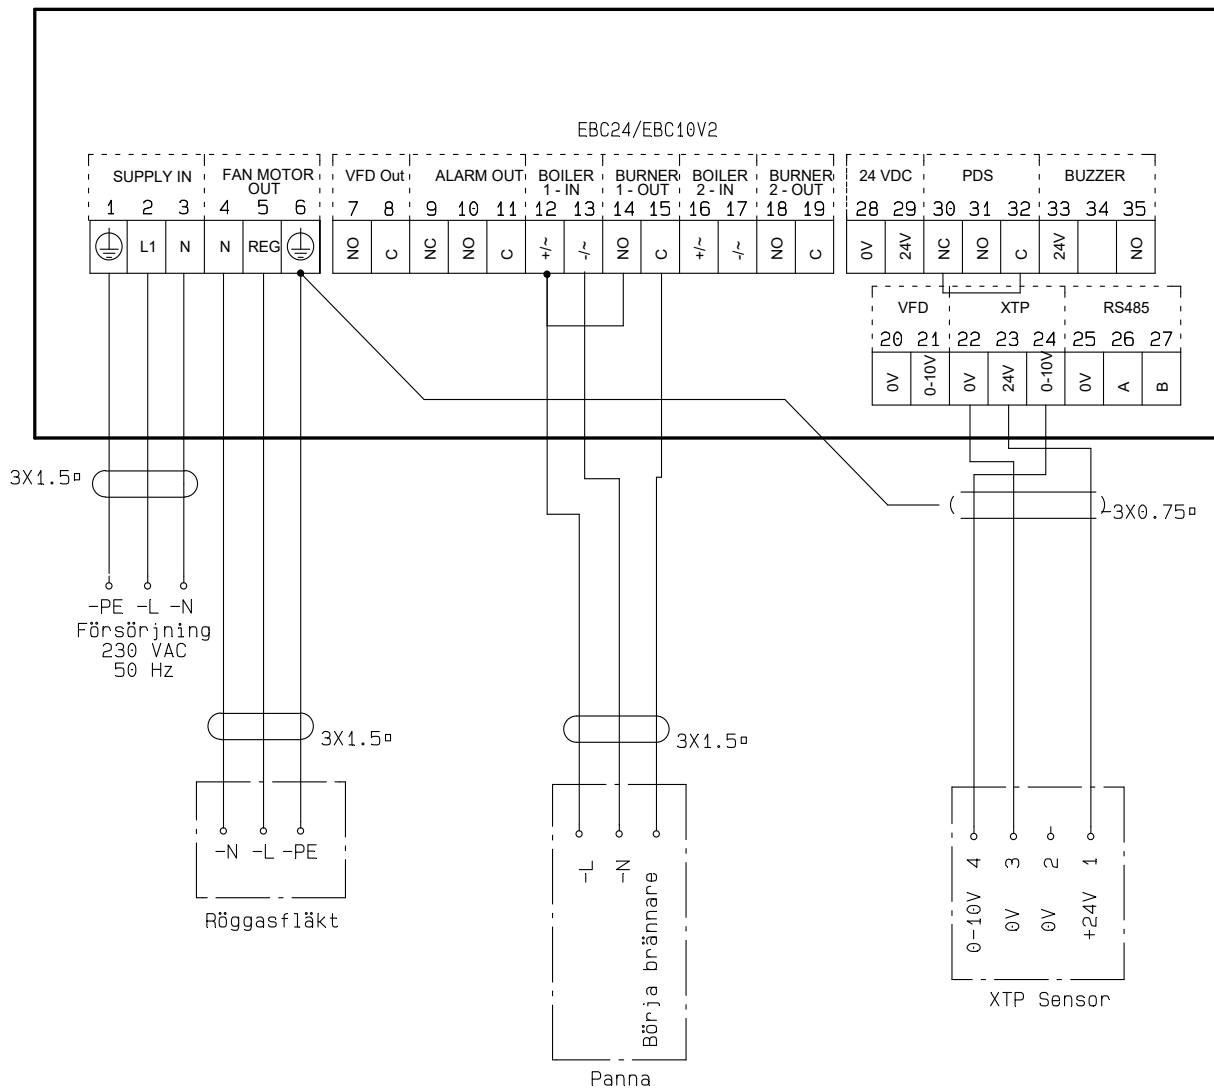 EBC24/EBC10V2
SUPPLY IN
FAN MOTOR
OUT
VFD Out
ALARM OUT
BOILER
1 - IN
BURNER
1 - OUT
BOILER
2 - IN
BURNER
2 - OUT
24 VDC
PDS
BUZZER
1 2 3 4 5 6 7 8 9 10 11 12 13 14 15 16 17 18 19 28 29 30 31 32 33 34 35
L1 N N REG NO C NC NO C +/~ -/~ NO C +/~ -/~ NO C 0V 24V NC NO C 24V NO
VFD
XTP
RS485
20 21 22 23 24 25 26 27
0V 0-10V 0V 24V 0-10V 0V A B
3X1.5▫
-3X0.75▫
-PE -L -N
Försörjning
230 VAC
50 Hz
3X1.5▫
3X1.5▫
-N -L -PE
Röggasfläkt
-L
-N
Börja brännare
Panna
4 3 2 1
0-10V 0V 0V +24V
XTP Sensor